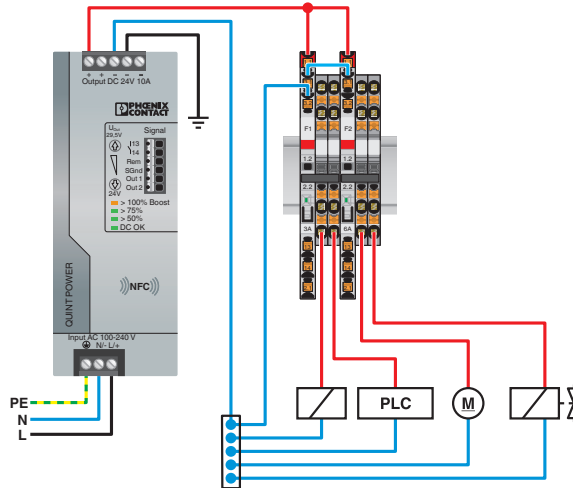 + + − − −
Output DC 24V 10A
PHŒNIX
CONTACT
UOut
29,5V
Signal
13
14
Rem
SGnd
Out 1
Out 2
24V
> 100% Boost
> 75%
> 50%
DC OK
QUINT POWER
NFC
Input AC 100-240 V
N/- L/+
PE
N
L
F1
F2
1.2
1.2
2.2
2.2
3A
6A
PLC
M